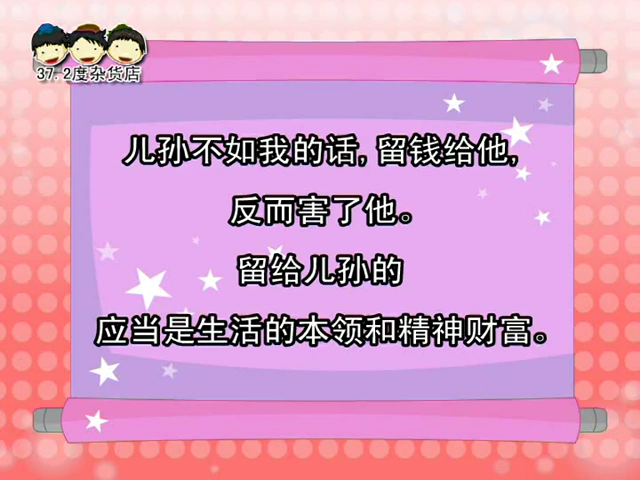 37.2度杂货店
儿孙不如我的话,留钱给他,
反而害了他。
留给儿孙的
应当是生活的本领和精神财富。